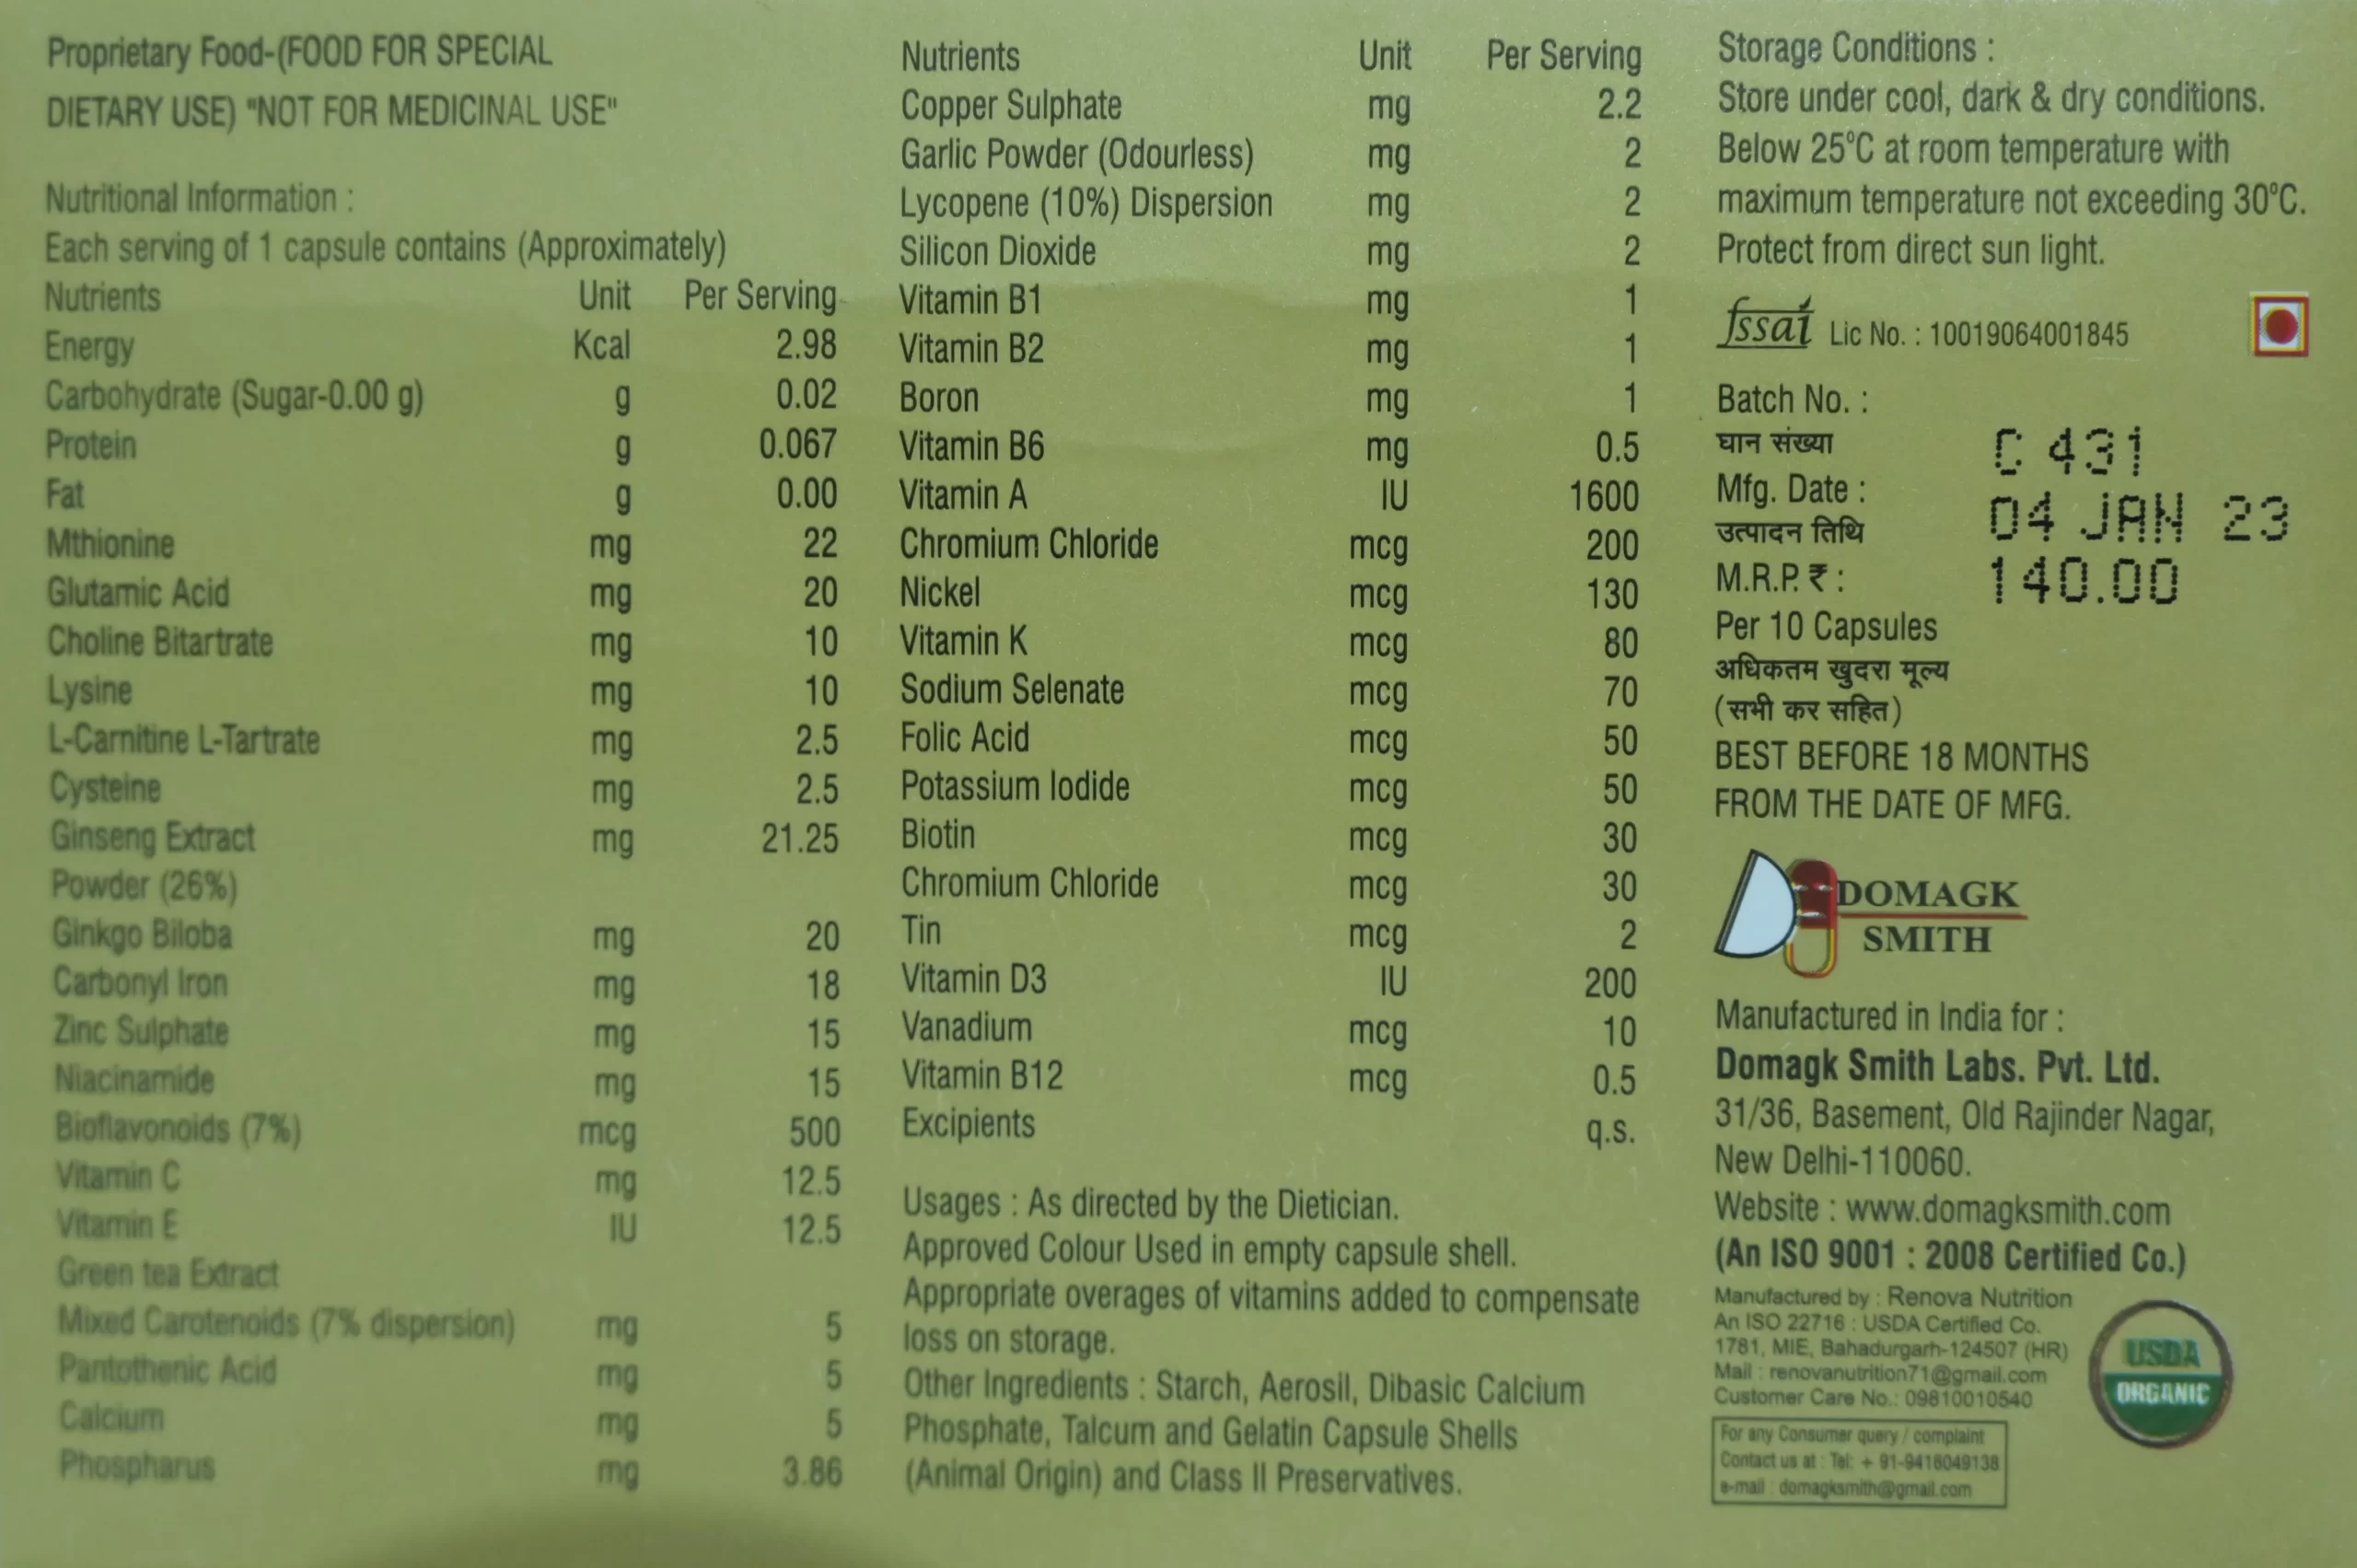 Proprietary Food-(FOOD FOR SPECIAL
DIETARY USE) "NOT FOR MEDICINAL USE"
Nutritional Information :
Each serving of 1 capsule contains (Approximately)
Nutrients Unit Per Serving
Energy Kcal 2.98
Carbohydrate (Sugar-0.00 g) g 0.02
Protein g 0.067
Fat g 0.00
Mthionine mg 22
Glutamic Acid mg 20
Choline Bitartrate mg 10
Lysine mg 10
L-Carnitine L-Tartrate mg 2.5
Cysteine mg 2.5
Ginseng Extract mg 21.25
Powder (26%)
Ginkgo Biloba mg 20
Carbonyl Iron mg 18
Zinc Sulphate mg 15
Niacinamide mg 15
Bioflavonoids (7%) mcg 500
Vitamin C mg 12.5
Vitamin E IU 12.5
Green tea Extract
Mixed Carotenoids (7% dispersion) mg 5
Pantothenic Acid mg 5
Calcium mg 5
Phospharus mg 3.86
Nutrients Unit Per Serving
Copper Sulphate mg 2.2
Garlic Powder (Odourless) mg 2
Lycopene (10%) Dispersion mg 2
Silicon Dioxide mg 2
Vitamin B1 mg 1
Vitamin B2 mg 1
Boron mg 1
Vitamin B6 mg 0.5
Vitamin A IU 1600
Chromium Chloride mcg 200
Nickel mcg 130
Vitamin K mcg 80
Sodium Selenate mcg 70
Folic Acid mcg 50
Potassium Iodide mcg 50
Biotin mcg 30
Chromium Chloride mcg 30
Tin mcg 2
Vitamin D3 IU 200
Vanadium mcg 10
Vitamin B12 mcg 0.5
Excipients q.s.
Usages : As directed by the Dietician.
Approved Colour Used in empty capsule shell.
Appropriate overages of vitamins added to compensate
loss on storage.
Other Ingredients : Starch, Aerosil, Dibasic Calcium
Phosphate, Talcum and Gelatin Capsule Shells
(Animal Origin) and Class II Preservatives.
Storage Conditions :
Store under cool, dark & dry conditions.
Below 25°C at room temperature with
maximum temperature not exceeding 30°C.
Protect from direct sun light.
fssai Lic No. : 10019064001845
Batch No. :
घान संख्या C 431
Mfg. Date :
उत्पादन तिथि 04 JAN 23
M.R.P. ₹ : 140.00
Per 10 Capsules
अधिकतम खुदरा मूल्य
(सभी कर सहित)
BEST BEFORE 18 MONTHS
FROM THE DATE OF MFG.
DOMAGK
SMITH
Manufactured in India for :
Domagk Smith Labs. Pvt. Ltd.
31/36, Basement, Old Rajinder Nagar,
New Delhi-110060.
Website : www.domagksmith.com
(An ISO 9001 : 2008 Certified Co.)
Manufactured by : Renova Nutrition
An ISO 22716 : USDA Certified Co.
1781, MIE, Bahadurgarh-124507 (HR)
Mail : renovanutrition71@gmail.com
Customer Care No.: 09810010540
USDA
ORGANIC
For any Consumer query / complaint
Contact us at : Tel: + 91-9418049138
e-mail : domagksmith@gmail.com